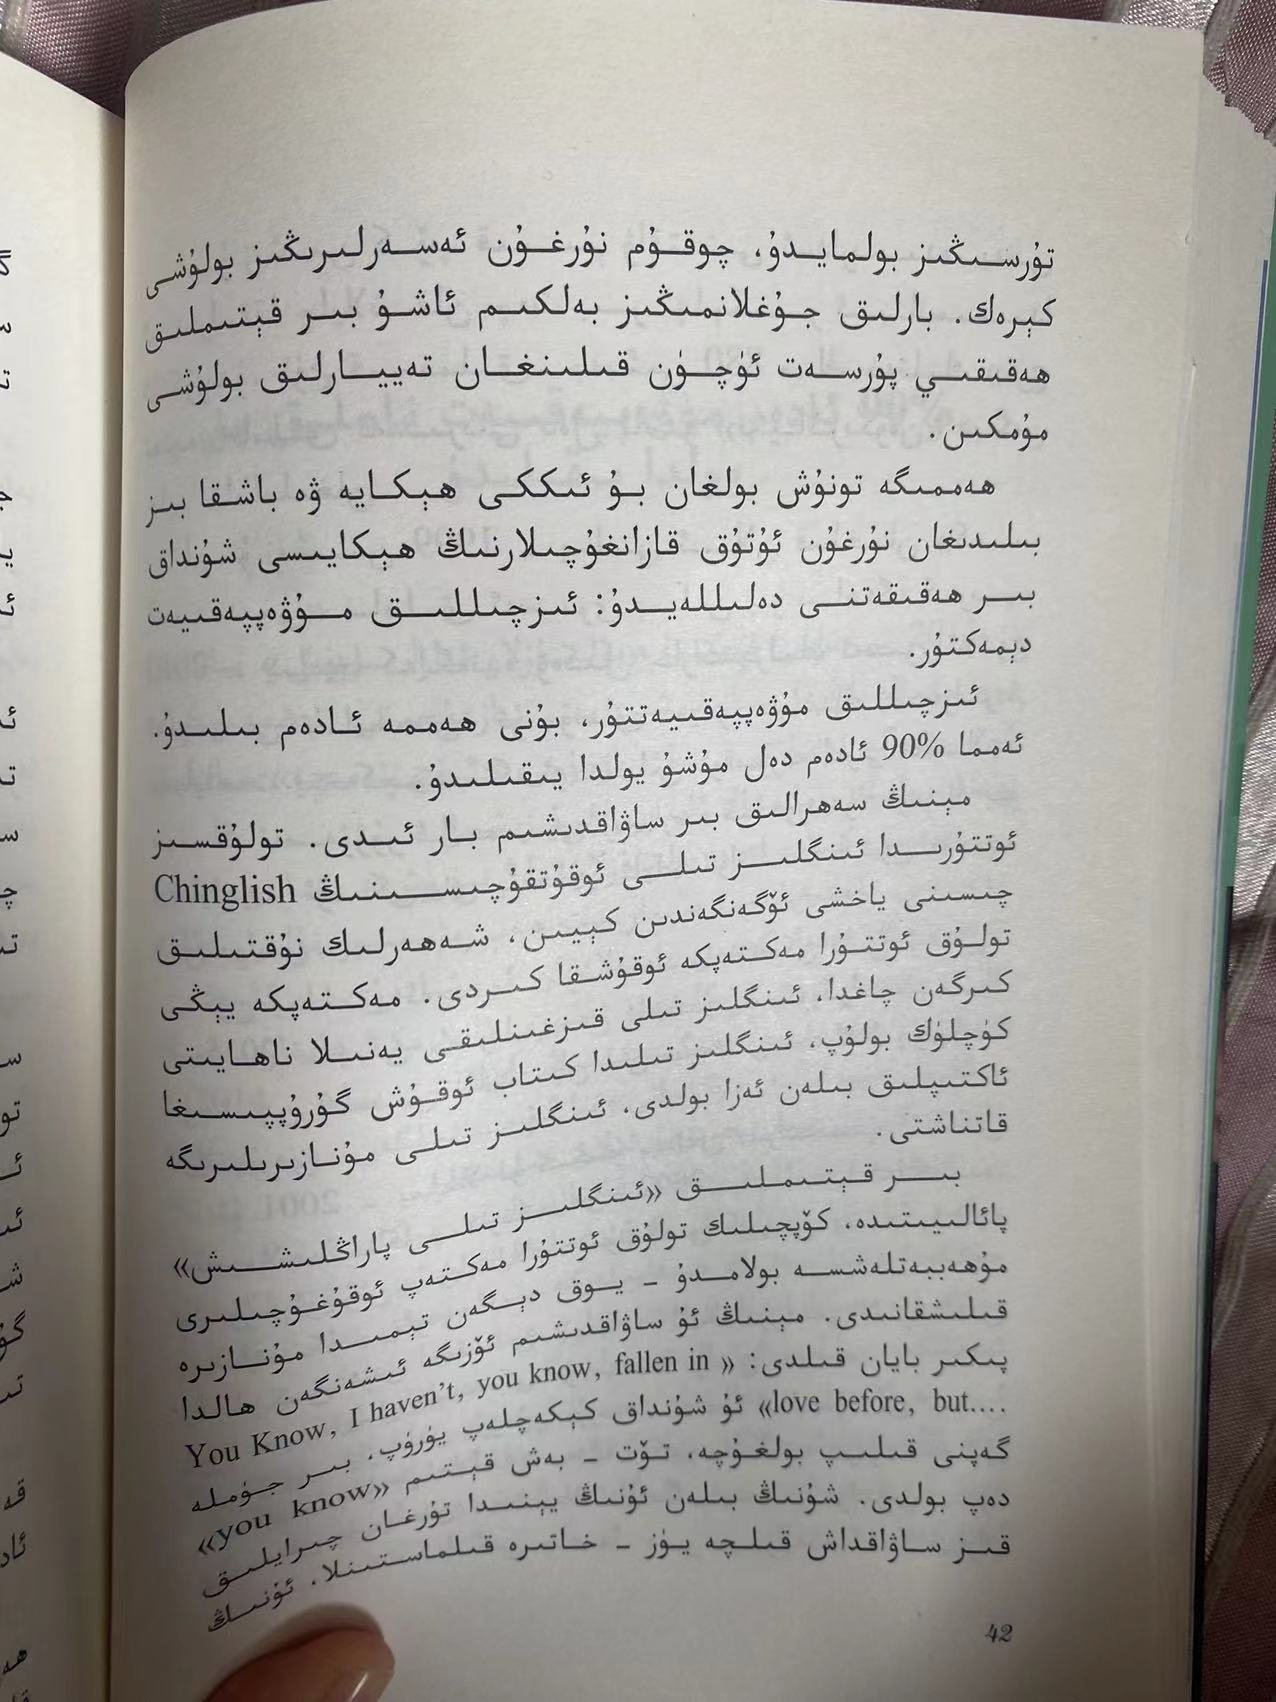 تۇرسىڭىز بولمايدۇ، چوقۇم نۇرغۇن ئەسەرلىرىڭىز بولۇشى
كېرەك. بارلىق جۇغلانمىڭىز بەلكىم ئاشۇ بىر قېتىملىق
ھەقىقىي پۇرسەت ئۈچۈن قىلىنغان تەييارلىق بولۇشى
مۇمكىن.
ھەممىگە تونۇش بولغان بۇ ئىككى ھېكايە ۋە باشقا بىز
بىلىدىغان نۇرغۇن ئۇتۇق قازانغۇچىلارنىڭ ھېكايىسى شۇنداق
بىر ھەقىقەتنى دەلىللەيدۇ: ئىزچىللىق مۇۋەپپەقىيەت
دېمەكتۇر.
ئىزچىللىق مۇۋەپپەقىيەتتۇر، بۇنى ھەممە ئادەم بىلىدۇ.
ئەمما 90% ئادەم دەل مۇشۇ يولدا يىقىلىدۇ.
مېنىڭ سەھرالىق بىر ساۋاقدىشىم بار ئىدى. تولۇقسىز
ئوتتۇرىدا ئىنگلىز تىلى ئوقۇتقۇچىسىنىڭ Chinglish
چىسىنى ياخشى ئۆگەنگەندىن كېيىن، شەھەرلىك نۇقتىلىق
تولۇق ئوتتۇرا مەكتەپكە ئوقۇشقا كىردى. مەكتەپكە يېڭى
كىرگەن چاغدا، ئىنگلىز تىلى قىزغىنلىقى يەنىلا ناھايىتى
كۈچلۈك بولۇپ، ئىنگلىز تىلىدا كىتاب ئوقۇش گۇرۇپپىسىغا
ئاكتىپلىق بىلەن ئەزا بولدى، ئىنگلىز تىلى مۇنازىرىلىرىگە
قاتناشتى.
بىر قېتىملىق «ئىنگلىز تىلى پاراڭلىشىش»
پائالىيىتىدە، كۆپچىلىك تولۇق ئوتتۇرا مەكتەپ ئوقۇغۇچىلىرى
مۇھەببەتلەشسە بولامدۇ - يوق دېگەن تېمىدا مۇنازىرە
قىلىشقانىدى. مېنىڭ ئۇ ساۋاقدىشىم ئۆزىگە ئىشەنگەن ھالدا
پىكىر بايان قىلدى: « You Know, I haven't, you know, fallen in
love before, but....» ئۇ شۇنداق كېكەچلەپ يۈرۈپ، بىر جۈملە
گەپنى قىلىپ بولغۇچە، تۆت - بەش قېتىم «you know»
دەپ بولدى. شۇنىڭ بىلەن ئۇنىڭ يېنىدا تۇرغان چىرايلىق
قىز ساۋاقداش قىلچە يۈز - خاتىرە قىلماستىنلا. ئۇنىڭ
42